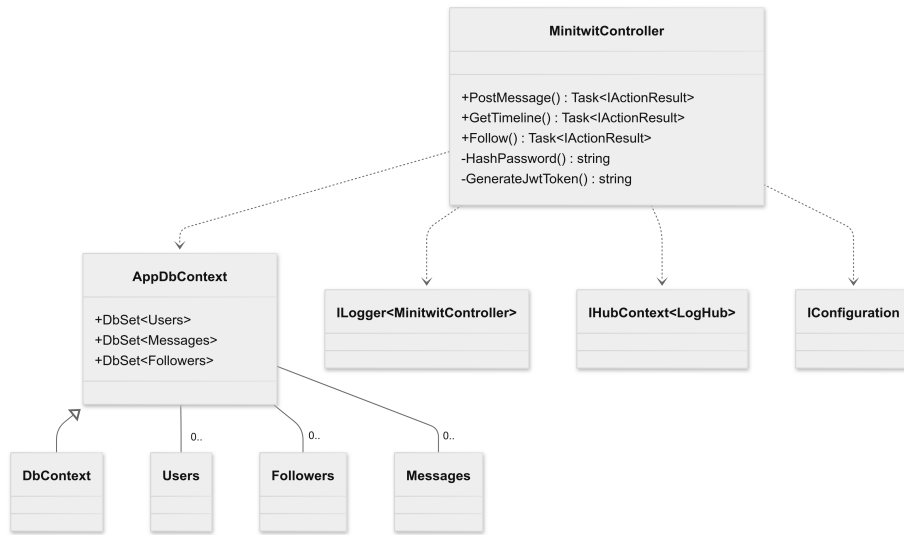 MinitwitController
+PostMessage() : Task<IActionResult>
+GetTimeline() : Task<IActionResult>
+Follow() : Task<IActionResult>
-HashPassword() : string
-GenerateJwtToken() : string
AppDbContext
+DbSet<Users>
+DbSet<Messages>
+DbSet<Followers>
ILogger<MinitwitController>
IHubContext<LogHub>
IConfiguration
0..
0..
0..
DbContext
Users
Followers
Messages